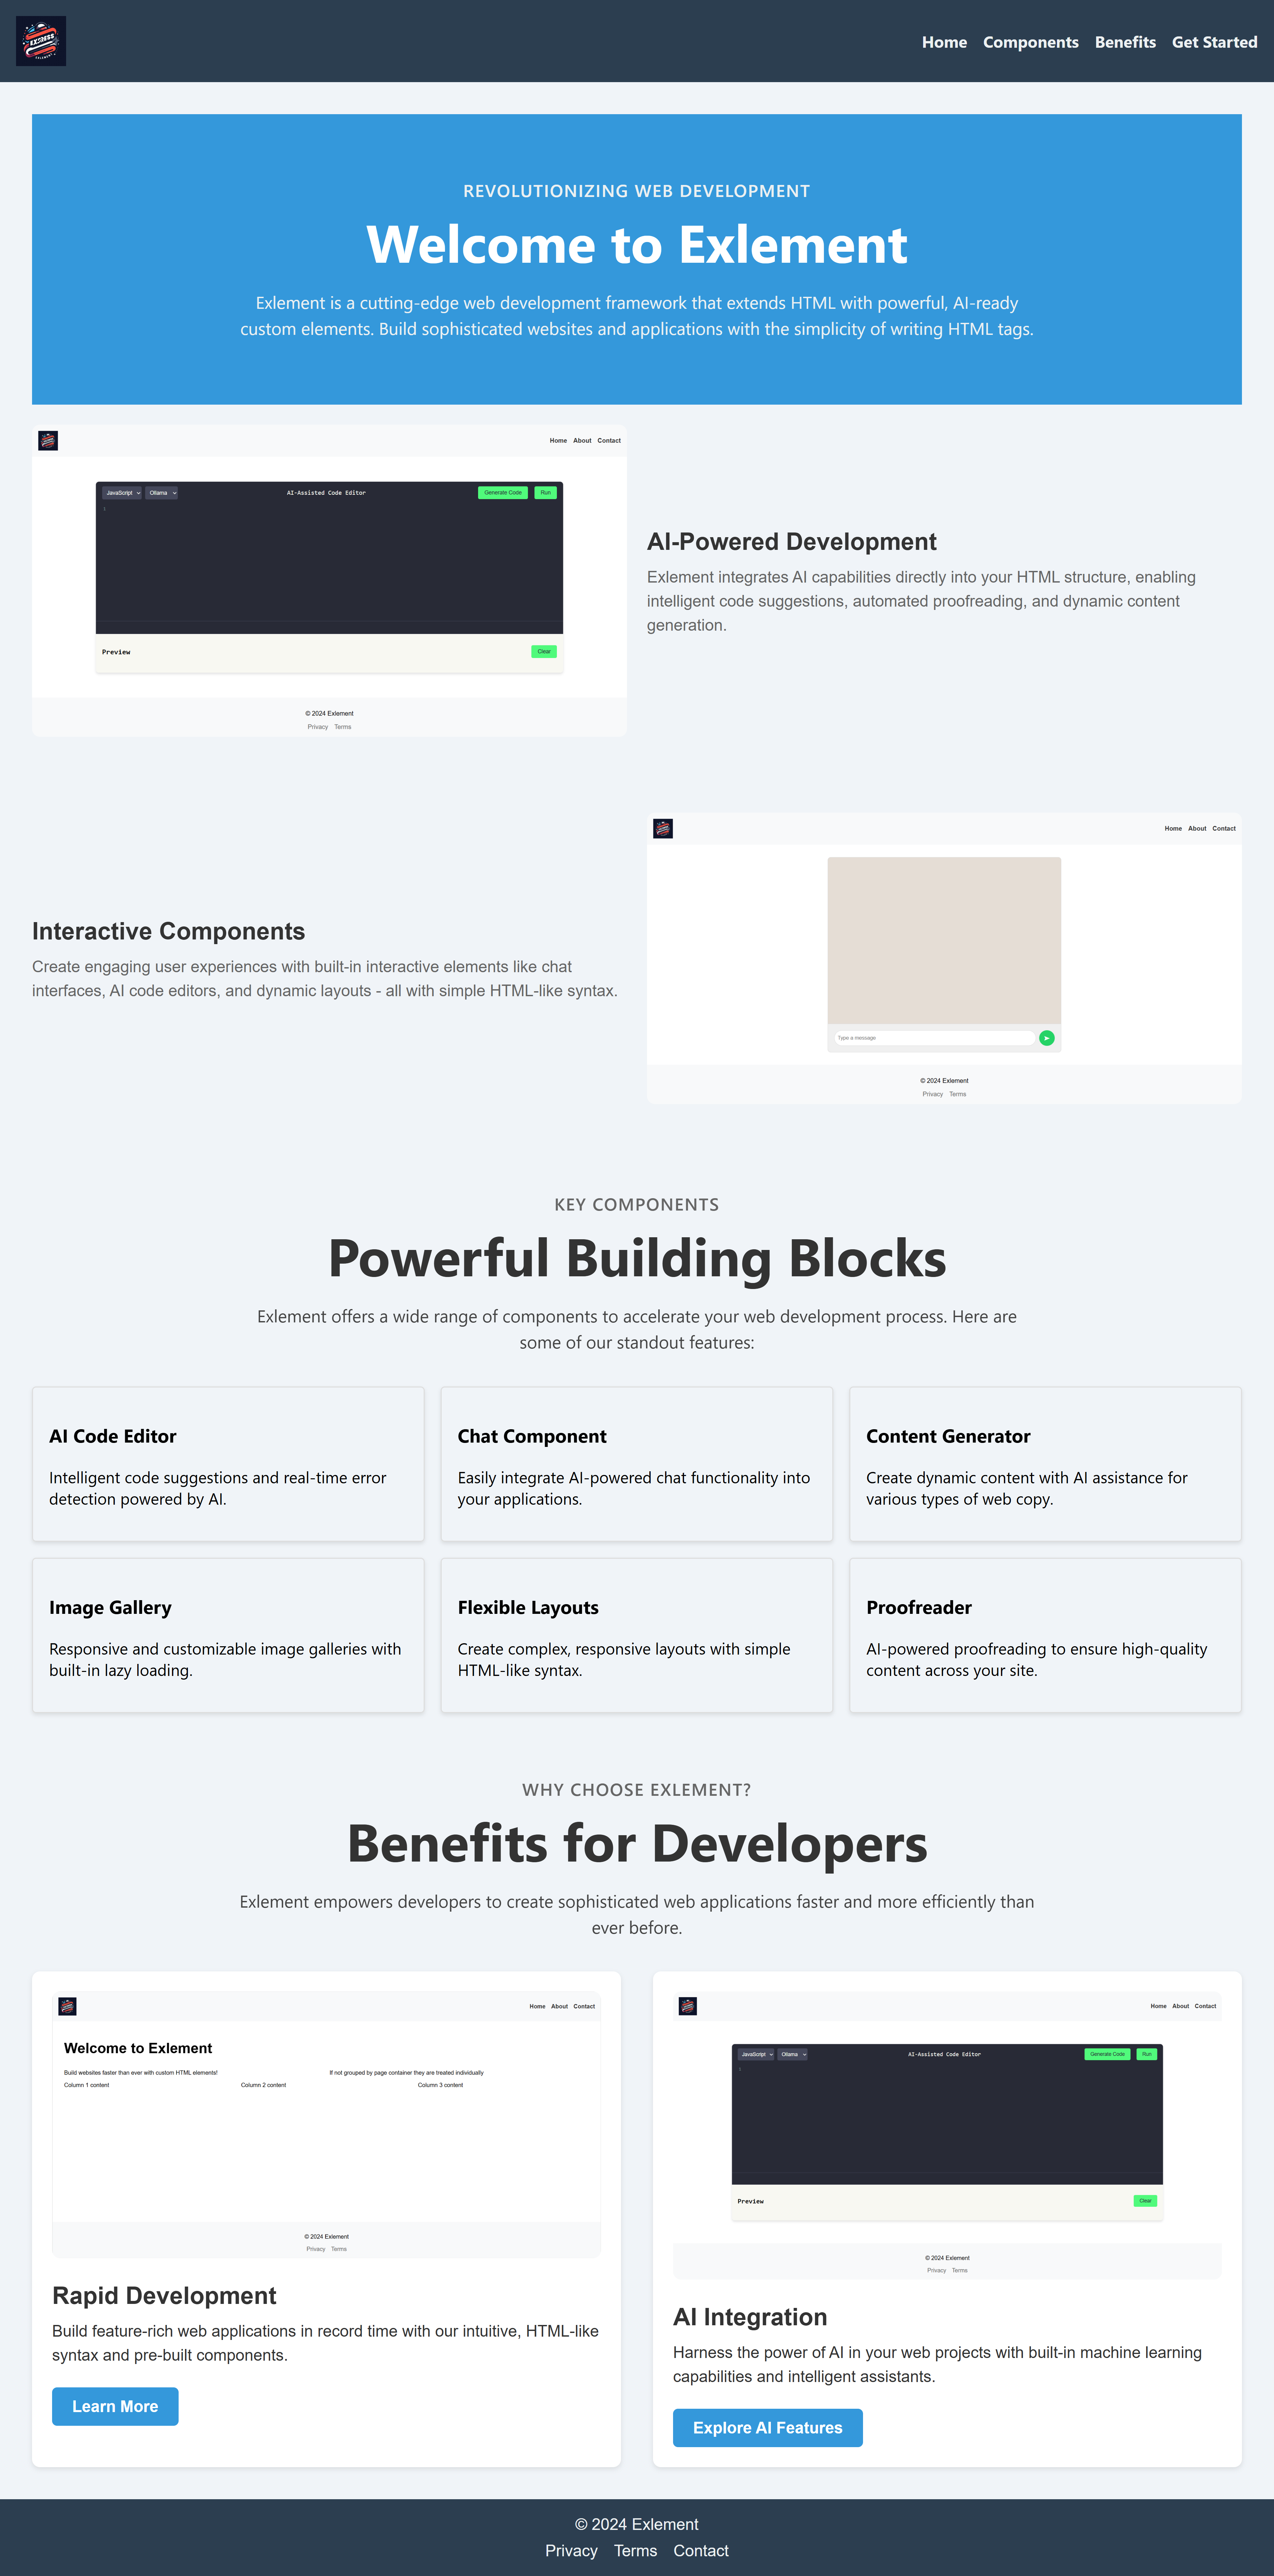 EXPRESS
ELEMENT
Home Components Benefits Get Started
REVOLUTIONIZING WEB DEVELOPMENT
Welcome to Exlement
Exlement is a cutting-edge web development framework that extends HTML with powerful, AI-ready
custom elements. Build sophisticated websites and applications with the simplicity of writing HTML tags.
Home About Contact
JavaScript Ollama AI-Assisted Code Editor Generate Code Run
1
Preview Clear
© 2024 Exlement
Privacy Terms
AI-Powered Development
Exlement integrates AI capabilities directly into your HTML structure, enabling
intelligent code suggestions, automated proofreading, and dynamic content
generation.
Interactive Components
Create engaging user experiences with built-in interactive elements like chat
interfaces, AI code editors, and dynamic layouts - all with simple HTML-like syntax.
Home About Contact
Type a message
© 2024 Exlement
Privacy Terms
KEY COMPONENTS
Powerful Building Blocks
Exlement offers a wide range of components to accelerate your web development process. Here are
some of our standout features:
AI Code Editor
Intelligent code suggestions and real-time error
detection powered by AI.
Chat Component
Easily integrate AI-powered chat functionality into
your applications.
Content Generator
Create dynamic content with AI assistance for
various types of web copy.
Image Gallery
Responsive and customizable image galleries with
built-in lazy loading.
Flexible Layouts
Create complex, responsive layouts with simple
HTML-like syntax.
Proofreader
AI-powered proofreading to ensure high-quality
content across your site.
WHY CHOOSE EXLEMENT?
Benefits for Developers
Exlement empowers developers to create sophisticated web applications faster and more efficiently than
ever before.
Home About Contact
Welcome to Exlement
Build websites faster than ever with custom HTML elements! If not grouped by page container they are treated individually
Column 1 content Column 2 content Column 3 content
© 2024 Exlement
Privacy Terms
Rapid Development
Build feature-rich web applications in record time with our intuitive, HTML-like
syntax and pre-built components.
Learn More
Home About Contact
JavaScript Ollama AI-Assisted Code Editor Generate Code Run
Preview Clear
© 2024 Exlement
Privacy Terms
AI Integration
Harness the power of AI in your web projects with built-in machine learning
capabilities and intelligent assistants.
Explore AI Features
© 2024 Exlement
Privacy Terms Contact